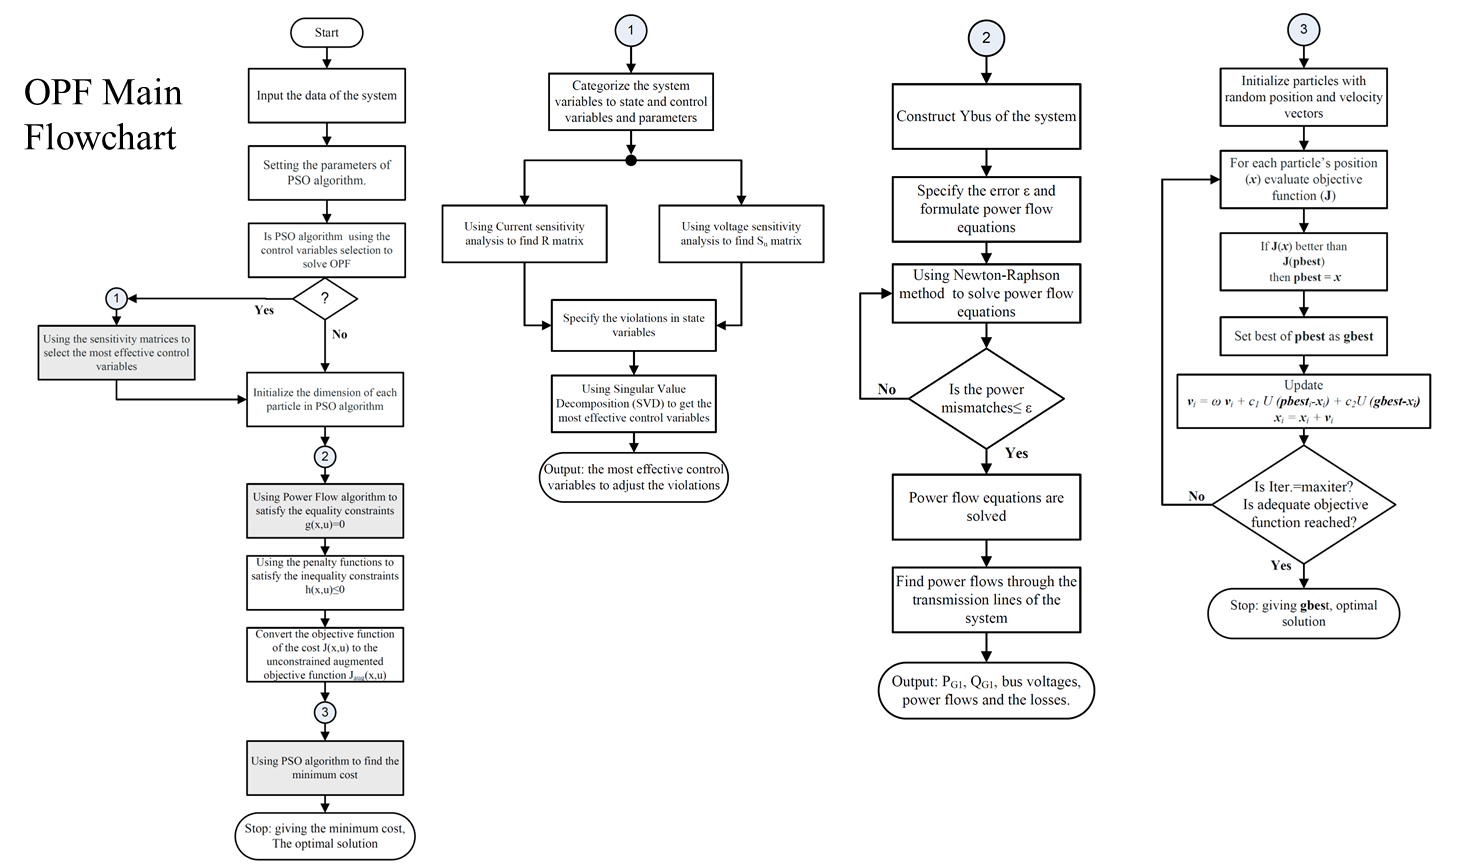 OPF Main
Flowchart
Start
Input the data of the system
Setting the parameters of
PSO algorithm.
Is PSO algorithm using the
control variables selection to
solve OPF
?
Yes
No
1
Using the sensitivity matrices to
select the most effective control
variables
Initialize the dimension of each
particle in PSO algorithm
2
Using Power Flow algorithm to
satisfy the equality constraints
g(x,u)=0
Using the penalty functions to
satisfy the inequality constraints
h(x,u)≤0
Convert the objective function
of the cost J(x,u) to the
unconstrained augmented
objective function Jaug(x,u)
3
Using PSO algorithm to find the
minimum cost
Stop: giving the minimum cost,
The optimal solution
1
Categorize the system
variables to state and control
variables and parameters
Using Current sensitivity
analysis to find R matrix
Using voltage sensitivity
analysis to find Sα matrix
Specify the violations in state
variables
Using Singular Value
Decomposition (SVD) to get the
most effective control variables
Output: the most effective control
variables to adjust the violations
2
Construct Ybus of the system
Specify the error ε and
formulate power flow
equations
Using Newton-Raphson
method to solve power flow
equations
No
Is the power
mismatches≤ ε
Yes
Power flow equations are
solved
Find power flows through the
transmission lines of the
system
Output: PG1, QG1, bus voltages,
power flows and the losses.
3
Initialize particles with
random position and velocity
vectors
For each particle's position
(x) evaluate objective
function (J)
If J(x) better than
J(pbest)
then pbest = x
Set best of pbest as gbest
Update
vi = ω vi + c1 U (pbesti-xi) + c2U (gbest-xi)
xi = xi + vi
No
Is Iter.=maxiter?
Is adequate objective
function reached?
Yes
Stop: giving gbest, optimal
solution